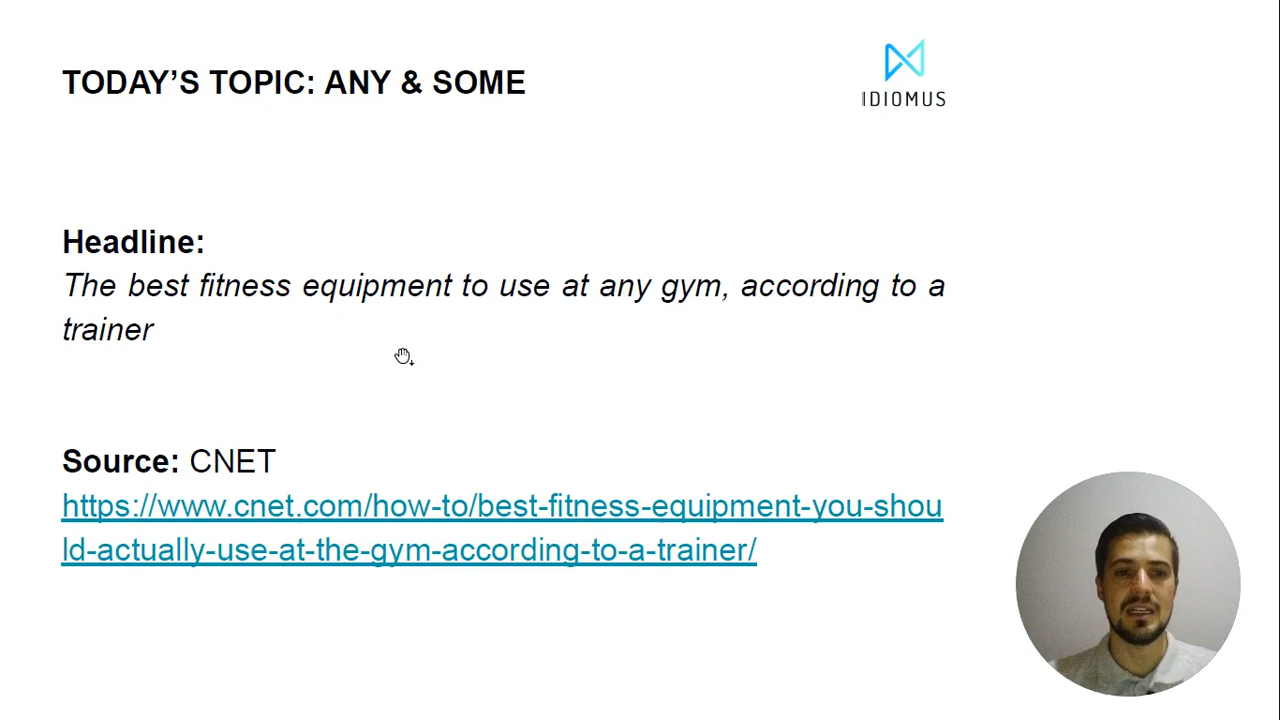 TODAY’S TOPIC: ANY & SOME
IDIOMUS
Headline:
The best fitness equipment to use at any gym, according to a
trainer
Source: CNET
https://www.cnet.com/how-to/best-fitness-equipment-you-shou
ld-actually-use-at-the-gym-according-to-a-trainer/